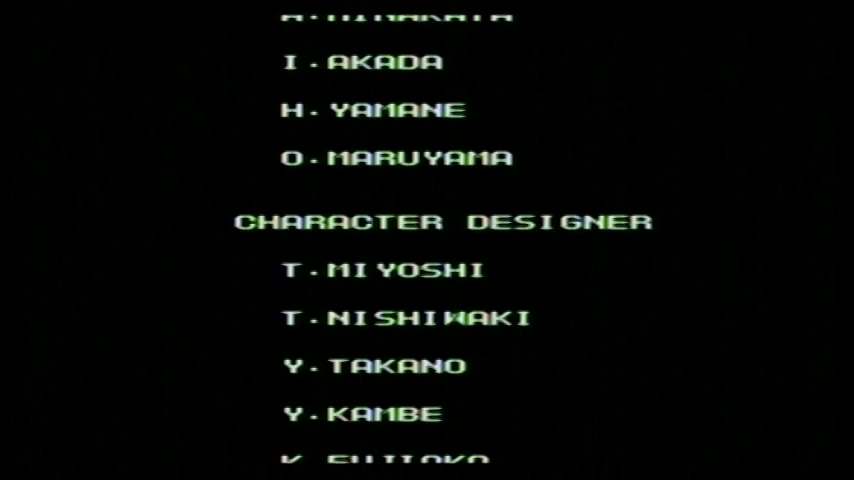 I. AKADA
H. YAMANE
O. MARUYAMA
CHARACTER DESIGNER
T. MIYOSHI
T. NISHIWAKI
Y. TAKANO
Y. KAMBE